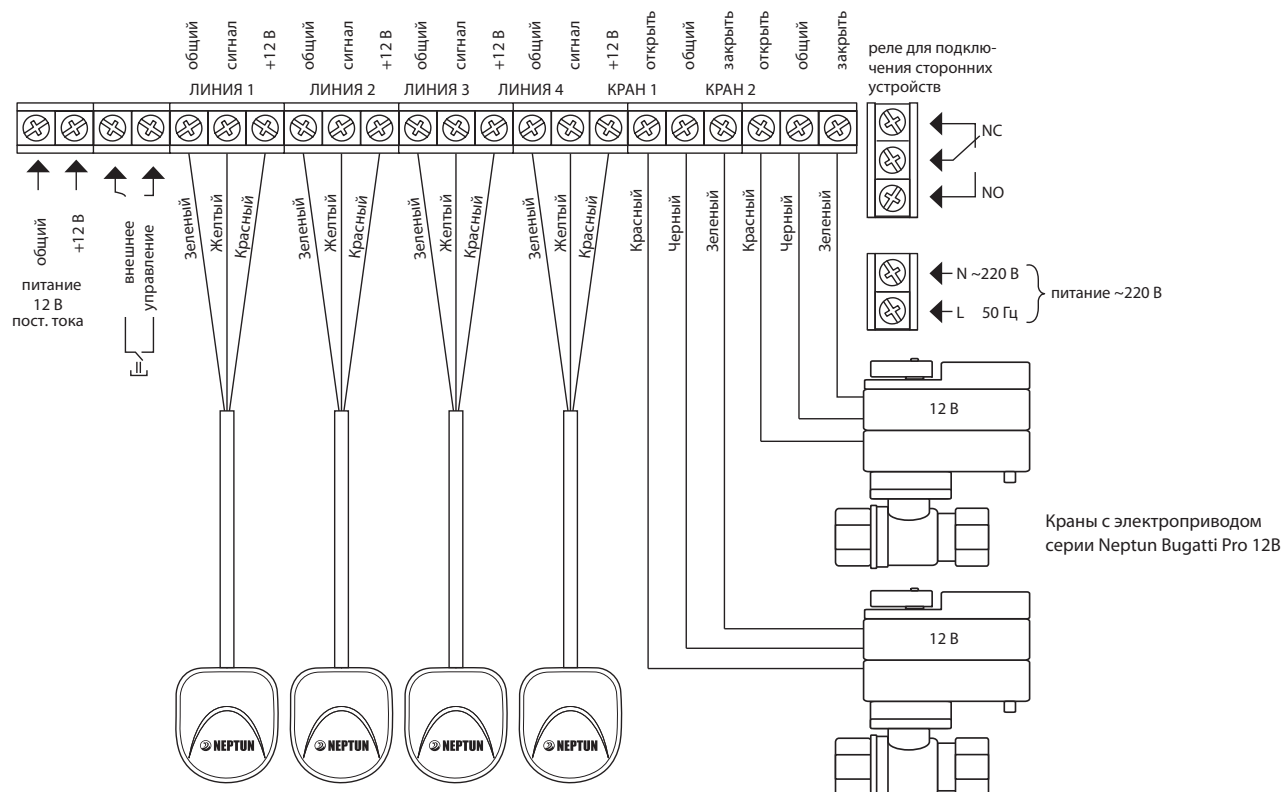 общий
сигнал
+12 В
общий
сигнал
+12 В
общий
сигнал
+12 В
общий
сигнал
+12 В
открыть
общий
закрыть
открыть
общий
закрыть
реле для подклю-
чения сторонних
устройств
ЛИНИЯ 1
ЛИНИЯ 2
ЛИНИЯ 3
ЛИНИЯ 4
КРАН 1
КРАН 2
NC
NO
общий
+12 В
питание
12 В
пост. тока
внешнее
управление
Зеленый
Желтый
Красный
Зеленый
Желтый
Красный
Зеленый
Желтый
Красный
Зеленый
Желтый
Красный
Красный
Черный
Зеленый
Красный
Черный
Зеленый
N ~220 В
L 50 Гц
питание ~220 В
12 В
Краны с электроприводом
серии Neptun Bugatti Pro 12В
12 В
NEPTUN
NEPTUN
NEPTUN
NEPTUN